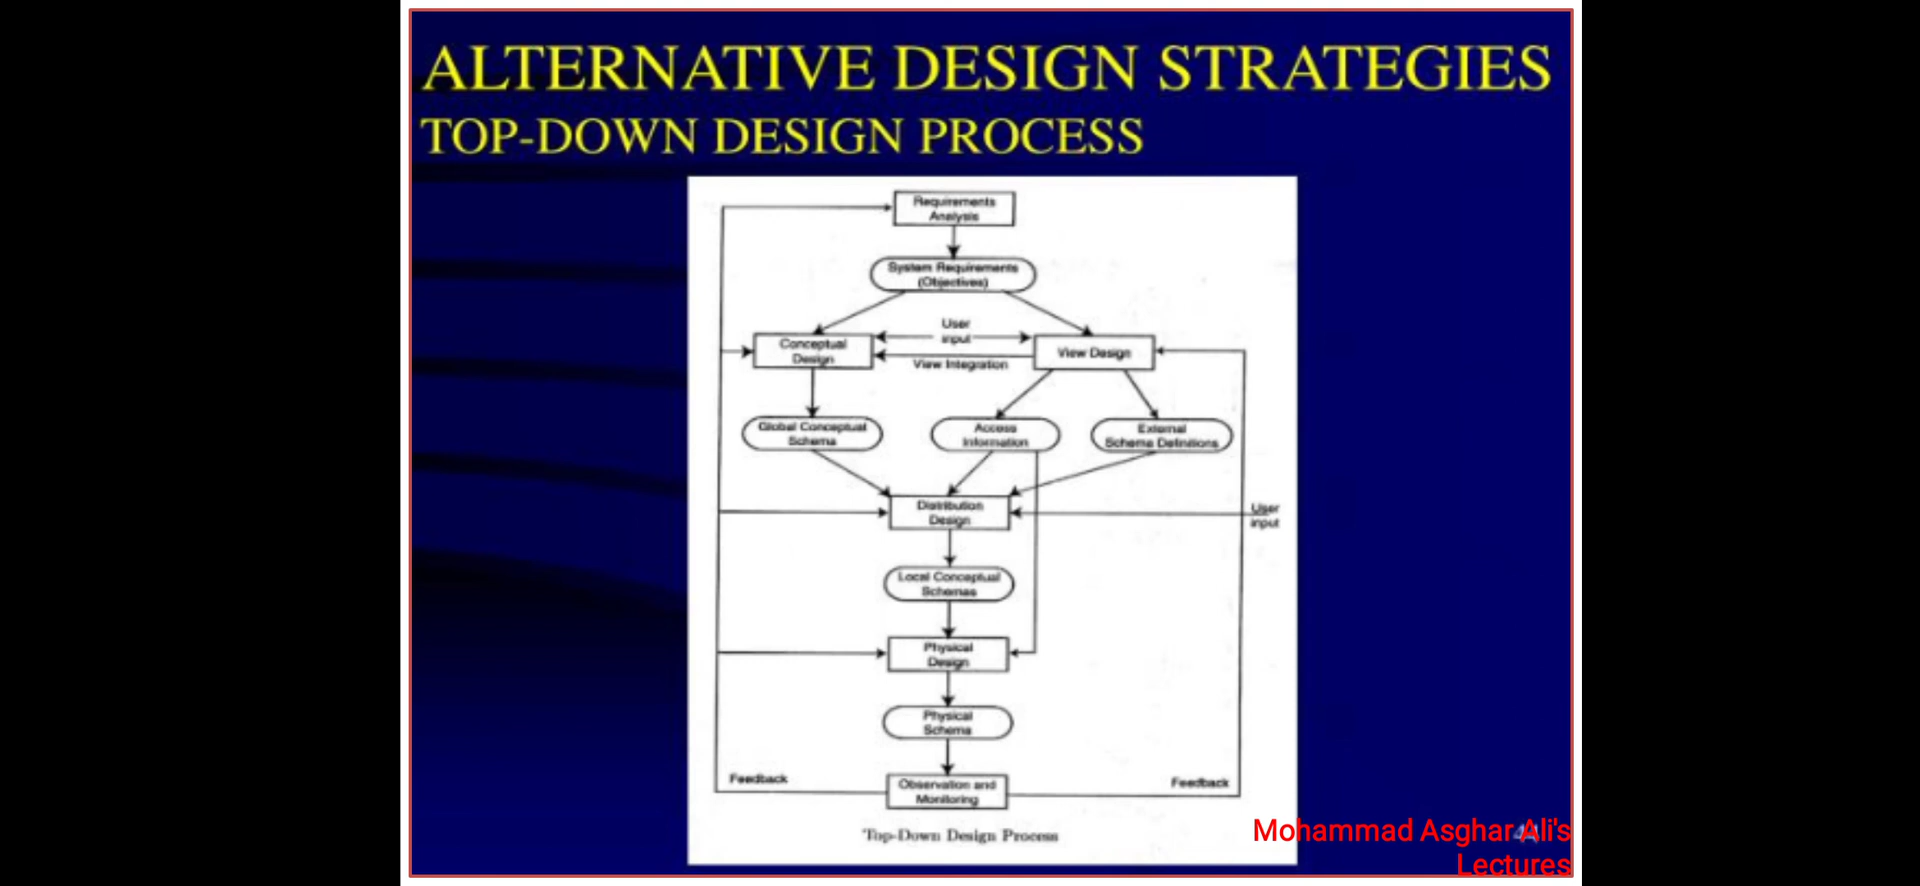 ALTERNATIVE DESIGN STRATEGIES
TOP-DOWN DESIGN PROCESS
Requirements
Analysis
System Requirements
(Objectives)
User
input
Conceptual
Design
View Design
View Integration
Global Conceptual
Schema
Access
Information
External
Schema Definitions
Distribution
Design
User
input
Local Conceptual
Schemas
Physical
Design
Physical
Schema
Feedback
Observation and
Monitoring
Feedback
Top-Down Design Process
Mohammad Asghar Ali's
Lectures